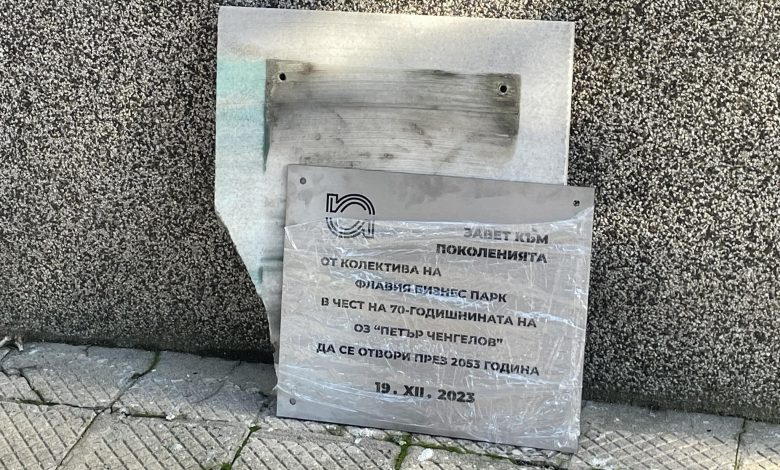 ЗАВЕТ КЪМ
ПОКОЛЕНИЯТА
ОТ КОЛЕКТИВА НА
ФЛАВИЯ БИЗНЕС ПАРК
В ЧЕСТ НА 70-ГОДИШНИНАТА НА
ОЗ "ПЕТЪР ЧЕНГЕЛОВ"
ДА СЕ ОТВОРИ ПРЕЗ 2053 ГОДИНА
19 . XII . 2023